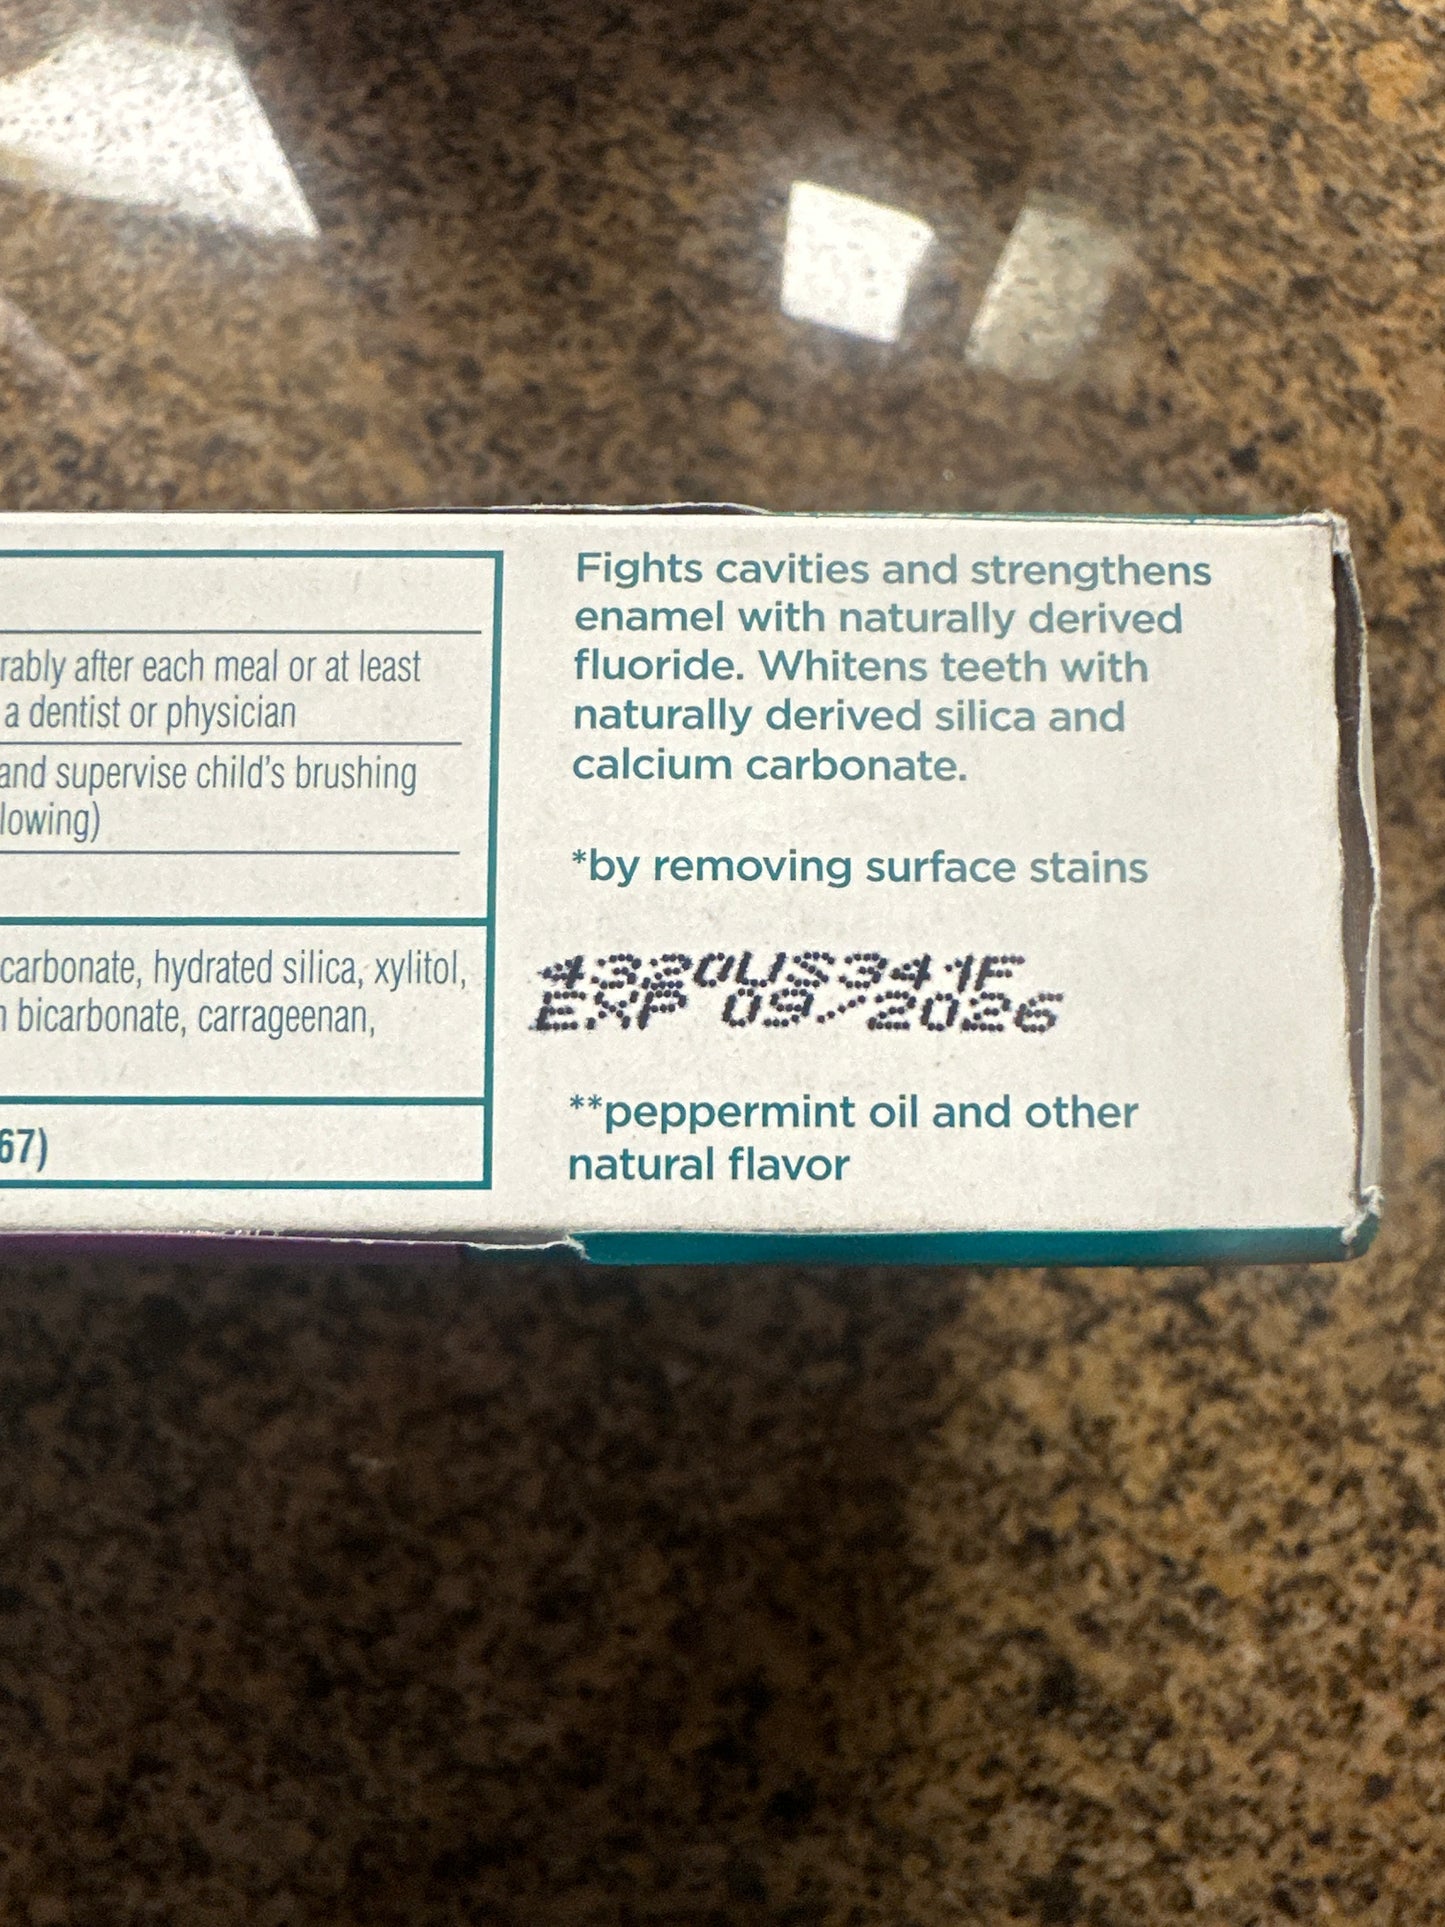 rably after each meal or at least
a dentist or physician
and supervise child's brushing
lowing)
carbonate, hydrated silica, xylitol,
bicarbonate, carrageenan,
67)
Fights cavities and strengthens
enamel with naturally derived
fluoride. Whitens teeth with
naturally derived silica and
calcium carbonate.
*by removing surface stains
4320US341F
EXP 09/2026
**peppermint oil and other
natural flavor